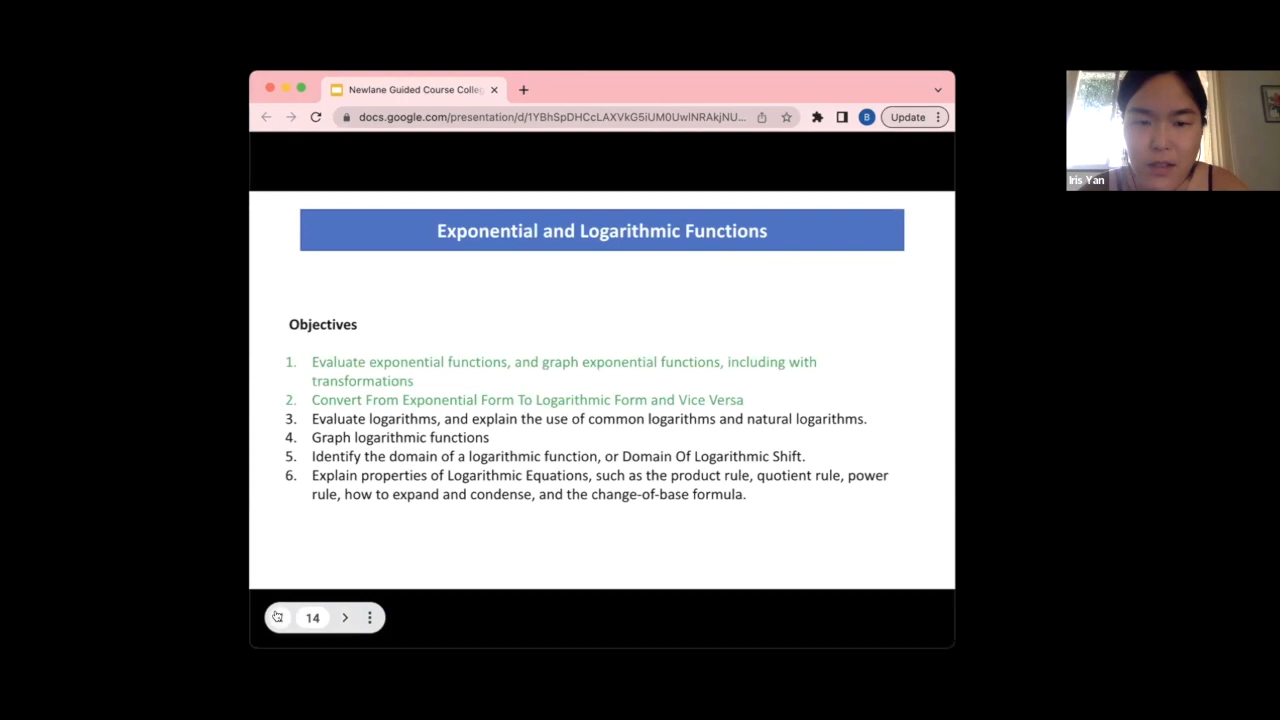 Newlane Guided Course Colleg
docs.google.com/presentation/d/1YBhSpDHCcLAXVkG5iUM0UwlNRAkjNU...
B
Update
Exponential and Logarithmic Functions
Objectives
1. Evaluate exponential functions, and graph exponential functions, including with
transformations
2. Convert From Exponential Form To Logarithmic Form and Vice Versa
3. Evaluate logarithms, and explain the use of common logarithms and natural logarithms.
4. Graph logarithmic functions
5. Identify the domain of a logarithmic function, or Domain Of Logarithmic Shift.
6. Explain properties of Logarithmic Equations, such as the product rule, quotient rule, power
rule, how to expand and condense, and the change-of-base formula.
14
Iris Yan